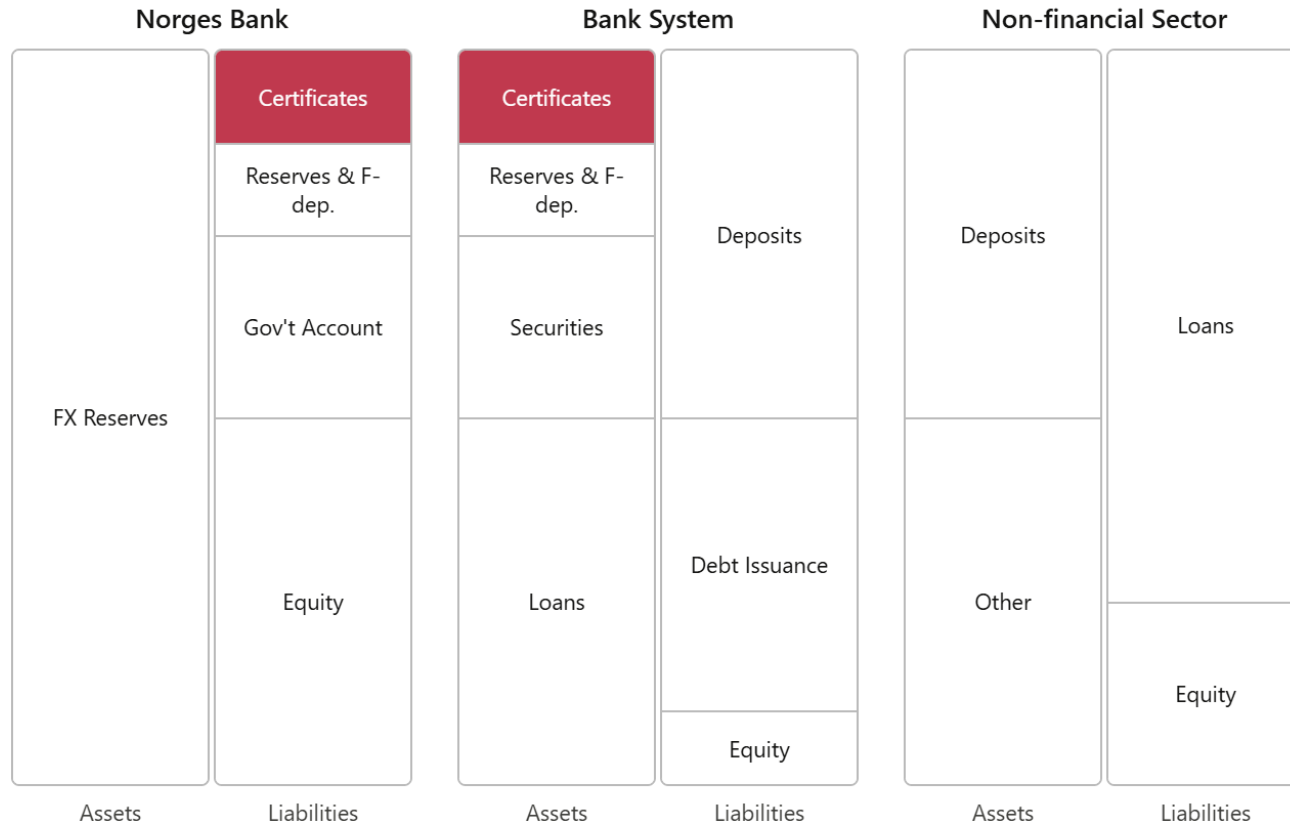 Norges Bank
Bank System
Non-financial Sector
FX Reserves
Certificates
Reserves & F-
dep.
Gov't Account
Equity
Certificates
Reserves & F-
dep.
Securities
Loans
Deposits
Debt Issuance
Equity
Deposits
Other
Loans
Equity
Assets
Liabilities
Assets
Liabilities
Assets
Liabilities